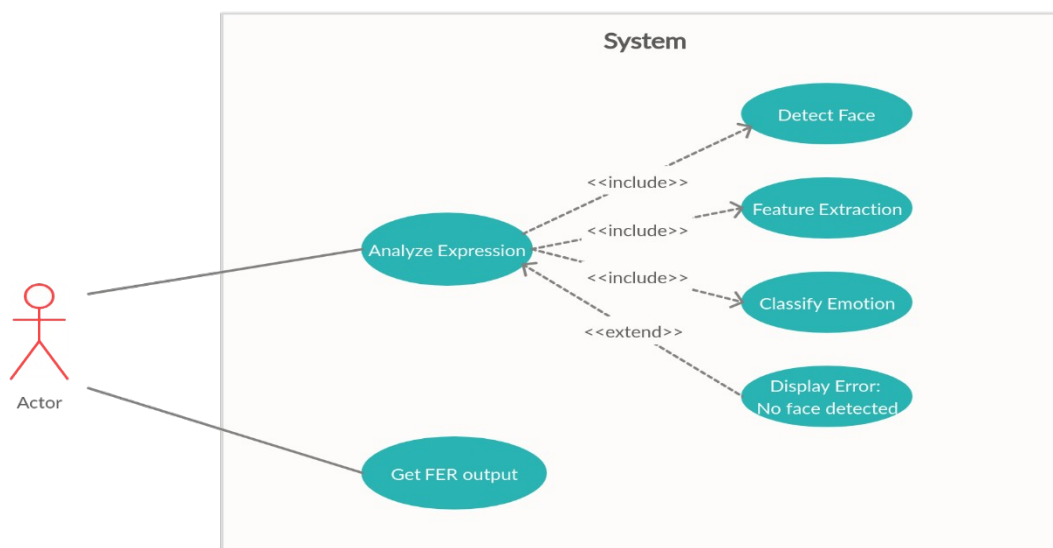 System
Detect Face
<<include>>
Feature Extraction
<<include>>
Analyze Expression
<<include>>
Classify Emotion
<<extend>>
Display Error:
No face detected
Actor
Get FER output